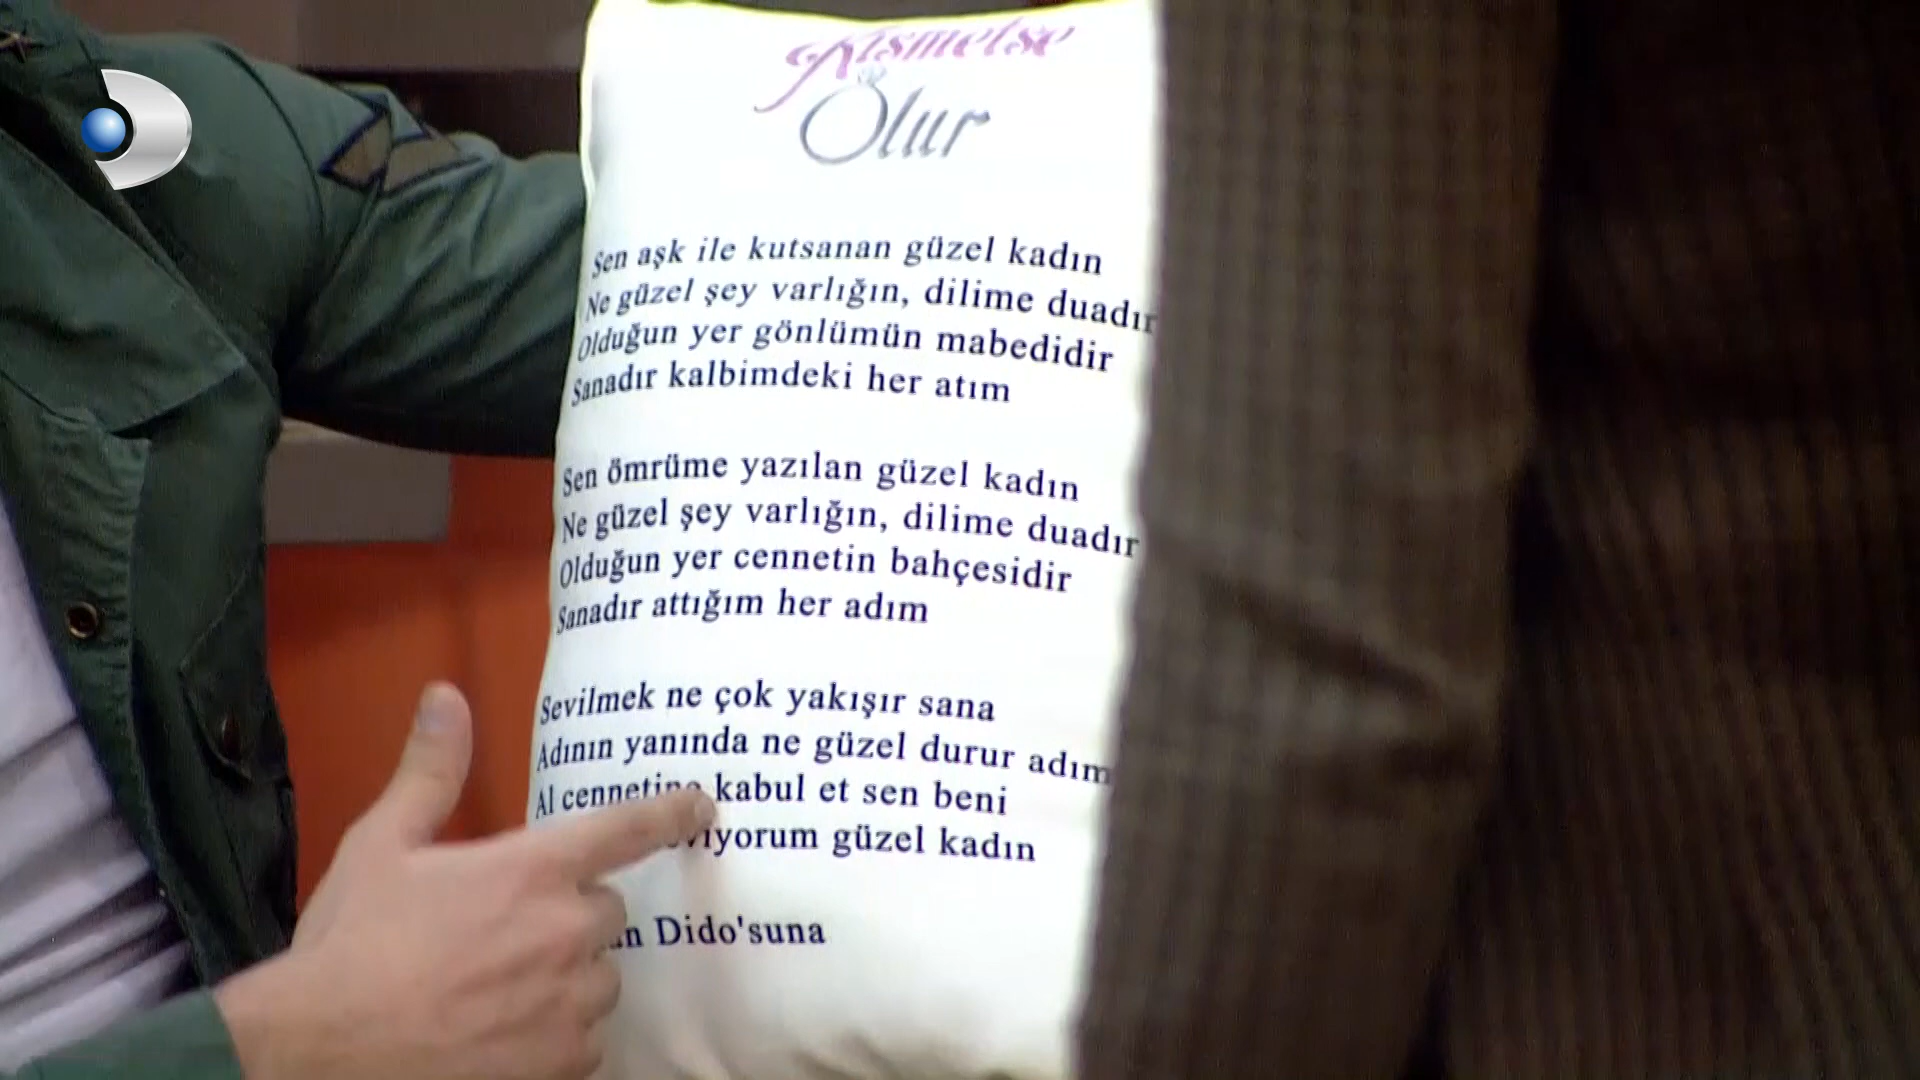 Kısmetse
Olur
Sen aşk ile kutsanan güzel kadın
Ne güzel şey varlığın, dilime duadır
Olduğun yer gönlümün mabedidir
Sanadır kalbimdeki her atım
Sen ömrüme yazılan güzel kadın
Ne güzel şey varlığın, dilime duadır
Olduğun yer cennetin bahçesidir
Sanadır attığım her adım
Sevilmek ne çok yakışır sana
Adının yanında ne güzel durur adım
Al cennetine kabul et sen beni
güzel kadın
Dido'suna